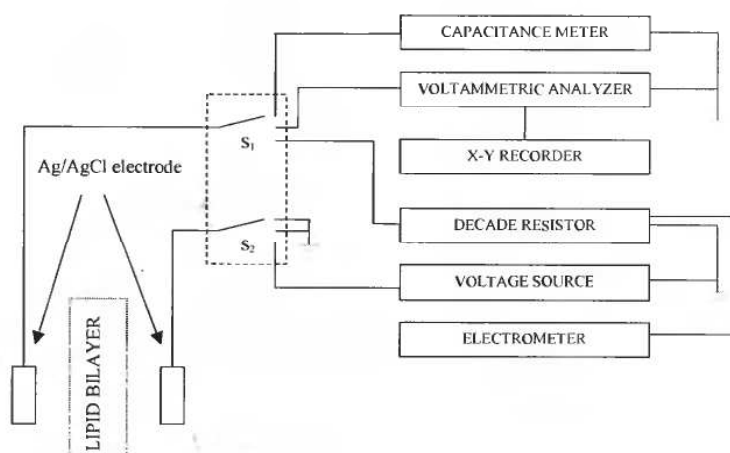 CAPACITANCE METER
VOLTAMMETRIC ANALYZER
X-Y RECORDER
S₁
Ag/AgCl electrode
DECADE RESISTOR
S₂
VOLTAGE SOURCE
ELECTROMETER
LIPID BILAYER